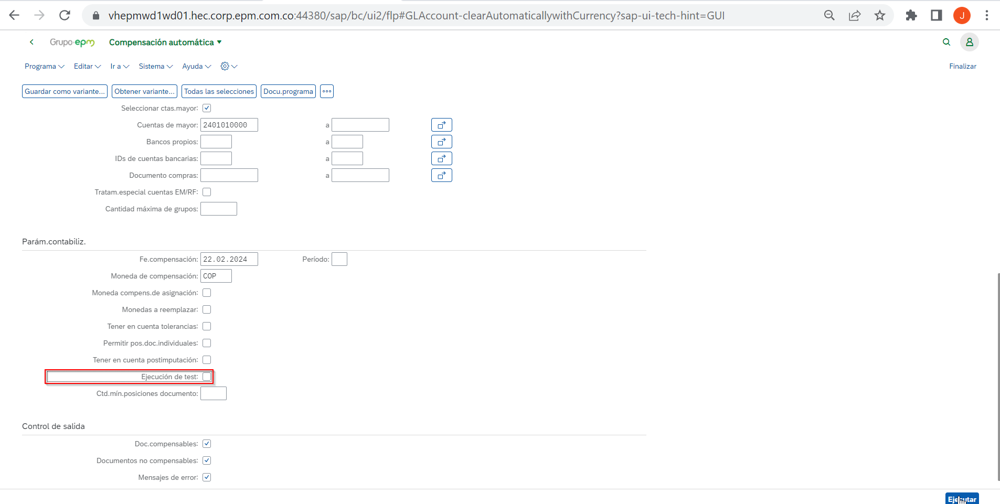 vhepmwd1wd01.hec.corp.epm.com.co:44380/sap/bc/ui2/flp#GLAccount-clearAutomaticallywithCurrency?sap-ui-tech-hint=GUI
J
Grupo·epm Compensación automática
Programa Editar Ir a Sistema Ayuda Finalizar
Guardar como variante... Obtener variante... Todas las selecciones Docu.programa
Seleccionar ctas.mayor:
Cuentas de mayor: 2401010000 a
Bancos propios: a
IDs de cuentas bancarias: a
Documento compras: a
Tratam.especial cuentas EM/RF:
Cantidad máxima de grupos:
Parám.contabiliz.
Fe.compensación: 22.02.2024 Período:
Moneda de compensación: COP
Moneda compens.de asignación:
Monedas a reemplazar:
Tener en cuenta tolerancias:
Permitir pos.doc.individuales:
Tener en cuenta postimputación:
Ejecución de test:
Ctd.mín.posiciones documento:
Control de salida
Doc.compensables:
Documentos no compensables:
Mensajes de error:
Ejecutar